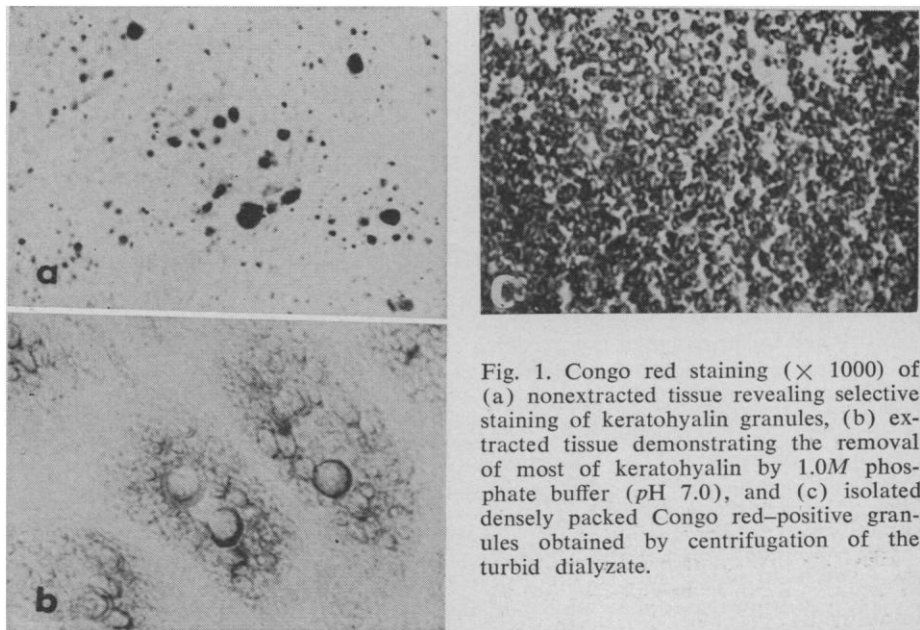 a
b
C
Fig. 1. Congo red staining (× 1000) of
(a) nonextracted tissue revealing selective
staining of keratohyalin granules, (b) ex-
tracted tissue demonstrating the removal
of most of keratohyalin by 1.0M phos-
phate buffer (pH 7.0), and (c) isolated
densely packed Congo red–positive gran-
ules obtained by centrifugation of the
turbid dialyzate.